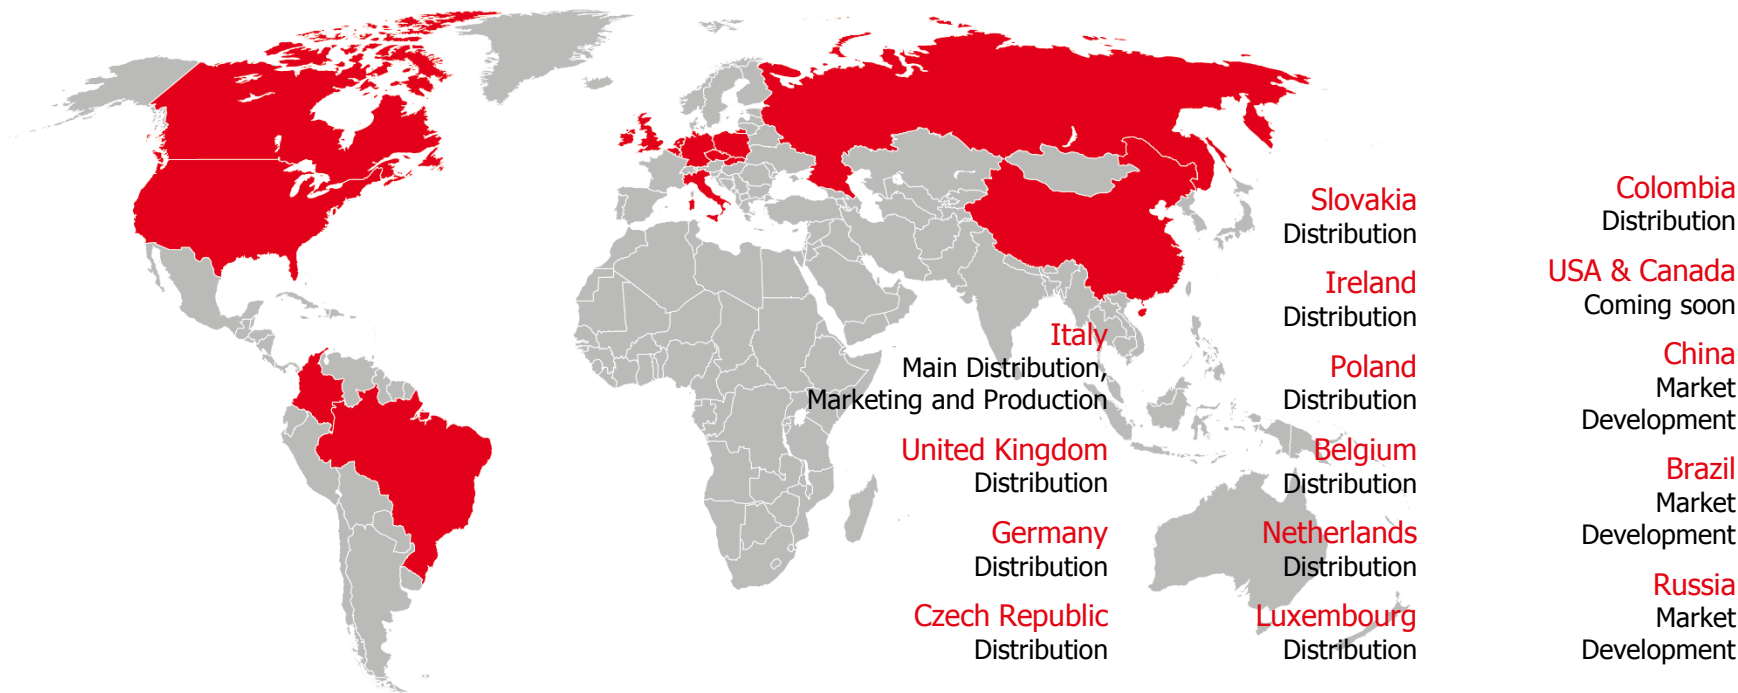 Italy
Main Distribution,
Marketing and Production
United Kingdom
Distribution
Germany
Distribution
Czech Republic
Distribution
Slovakia
Distribution
Ireland
Distribution
Poland
Distribution
Belgium
Distribution
Netherlands
Distribution
Luxembourg
Distribution
Colombia
Distribution
USA & Canada
Coming soon
China
Market
Development
Brazil
Market
Development
Russia
Market
Development